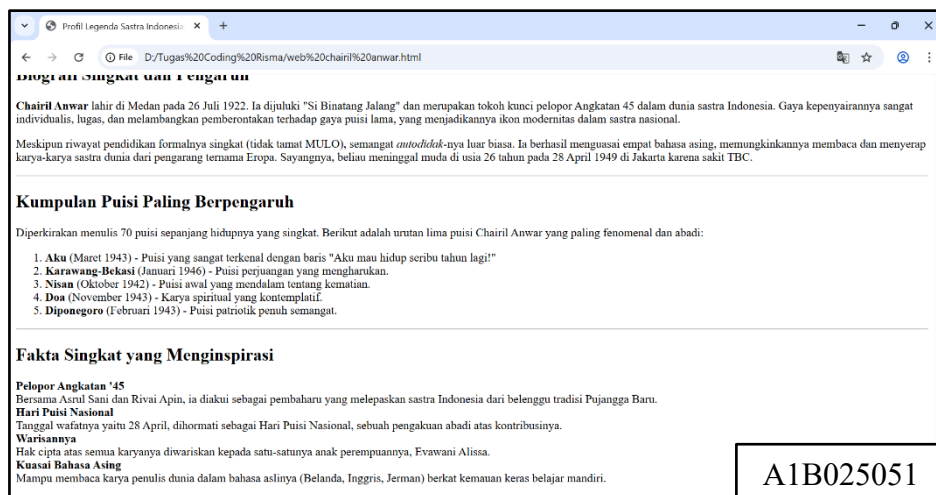 Profil Legenda Sastra Indonesia
File D:/Tugas%20Coding%20Risma/web%20chairil%20anwar.html
Biografi Singkat dan Pengaruh
Chairil Anwar lahir di Medan pada 26 Juli 1922. Ia dijuluki "Si Binatang Jalang" dan merupakan tokoh kunci pelopor Angkatan 45 dalam dunia sastra Indonesia. Gaya kepenyairannya sangat
individualis, lugas, dan melambangkan pemberontakan terhadap gaya puisi lama, yang menjadikannya ikon modernitas dalam sastra nasional.
Meskipun riwayat pendidikan formalnya singkat (tidak tamat MULO), semangat autodidak-nya luar biasa. Ia berhasil menguasai empat bahasa asing, memungkinkannya membaca dan menyerap
karya-karya sastra dunia dari pengarang ternama Eropa. Sayangnya, beliau meninggal muda di usia 26 tahun pada 28 April 1949 di Jakarta karena sakit TBC.
Kumpulan Puisi Paling Berpengaruh
Diperkirakan menulis 70 puisi sepanjang hidupnya yang singkat. Berikut adalah urutan lima puisi Chairil Anwar yang paling fenomenal dan abadi:
1. Aku (Maret 1943) - Puisi yang sangat terkenal dengan baris "Aku mau hidup seribu tahun lagi!"
2. Karawang-Bekasi (Januari 1946) - Puisi perjuangan yang mengharukan.
3. Nisan (Oktober 1942) - Puisi awal yang mendalam tentang kematian.
4. Doa (November 1943) - Karya spiritual yang kontemplatif.
5. Diponegoro (Februari 1943) - Puisi patriotik penuh semangat.
Fakta Singkat yang Menginspirasi
Pelopor Angkatan '45
Bersama Asrul Sani dan Rivai Apin, ia diakui sebagai pembaharu yang melepaskan sastra Indonesia dari belenggu tradisi Pujangga Baru.
Hari Puisi Nasional
Tanggal wafatnya yaitu 28 April, dihormati sebagai Hari Puisi Nasional, sebuah pengakuan abadi atas kontribusinya.
Warisannya
Hak cipta atas semua karyanya diwariskan kepada satu-satunya anak perempuannya, Evawani Alissa.
Kuasai Bahasa Asing
Mampu membaca karya penulis dunia dalam bahasa aslinya (Belanda, Inggris, Jerman) berkat kemauan keras belajar mandiri.
A1B025051